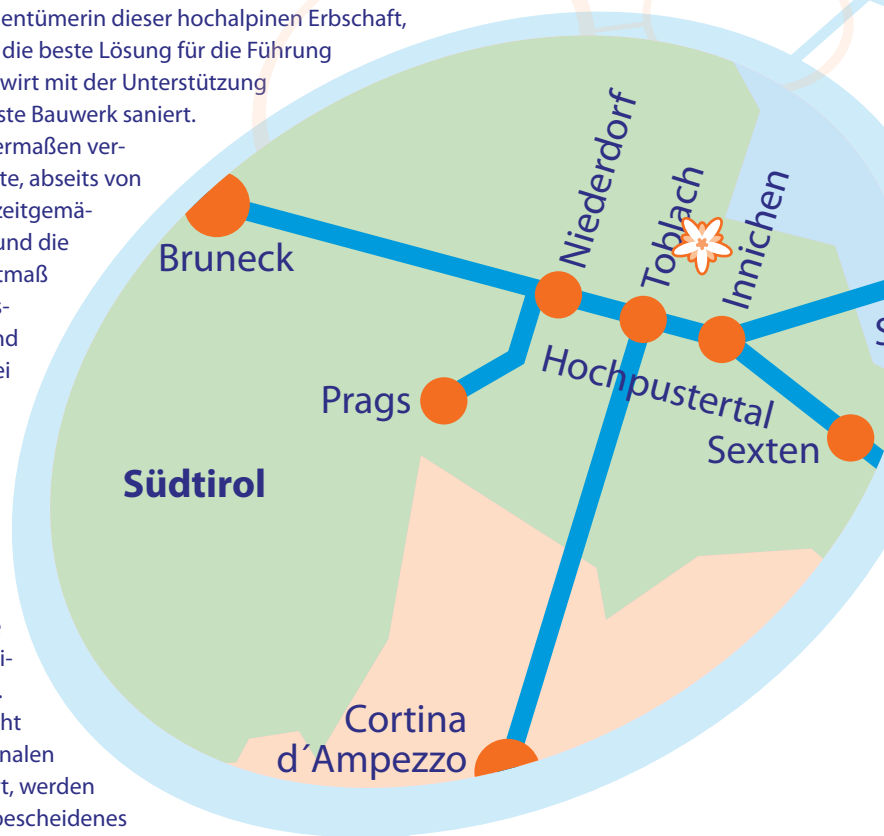 entümerin dieser hochalpinen Erbschaft,
die beste Lösung für die Führung
wirt mit der Unterstützung
ste Bauwerk saniert.
ermaßen ver-
te, abseits von
zeitgemä-
und die
tmaß
s-
nd
ei
i-
.
ht
nalen
t, werden
bescheidenes
Bruneck
Niederdorf
Toblach
Innichen
S
Prags
Hochpustertal
Sexten
Südtirol
Cortina
d´Ampezzo